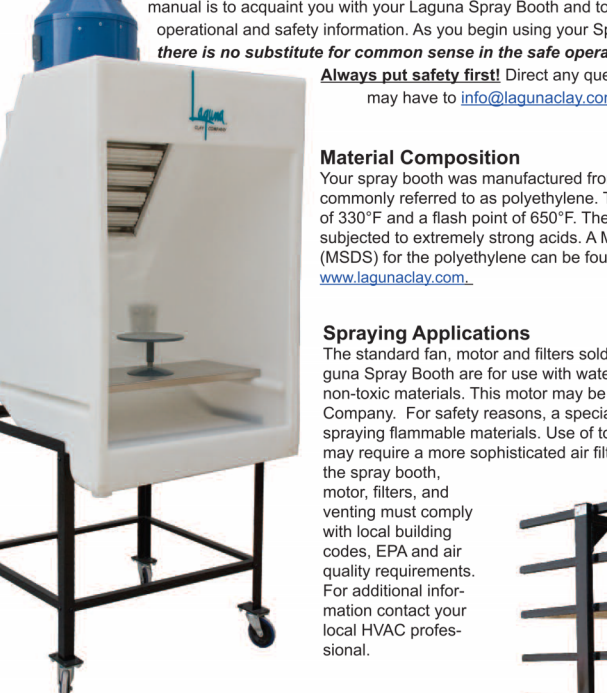 manual is to acquaint you with your Laguna Spray Booth and to
operational and safety information. As you begin using your Sp
there is no substitute for common sense in the safe opera
Always put safety first! Direct any que
may have to info@lagunaclay.com
Laguna
CLAY COMPANY
Material Composition
Your spray booth was manufactured fro
commonly referred to as polyethylene. T
of 330°F and a flash point of 650°F. The
subjected to extremely strong acids. A M
(MSDS) for the polyethylene can be fou
www.lagunaclay.com.
Spraying Applications
The standard fan, motor and filters sold
guna Spray Booth are for use with wate
non-toxic materials. This motor may be
Company. For safety reasons, a specia
spraying flammable materials. Use of to
may require a more sophisticated air filt
the spray booth,
motor, filters, and
venting must comply
with local building
codes, EPA and air
quality requirements.
For additional infor-
mation contact your
local HVAC profes-
sional.